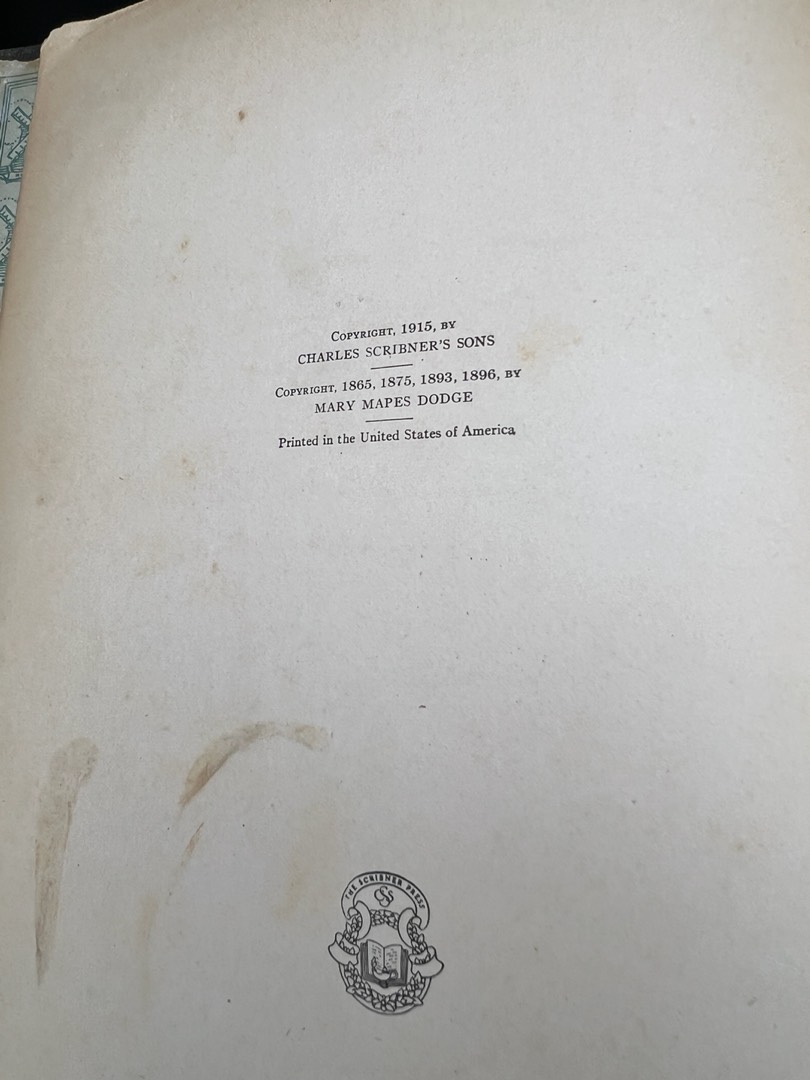 COPYRIGHT, 1915, BY
CHARLES SCRIBNER'S SONS
COPYRIGHT, 1865, 1875, 1893, 1896, BY
MARY MAPES DODGE
Printed in the United States of America
THE SCRIBNER PRESS
CSS